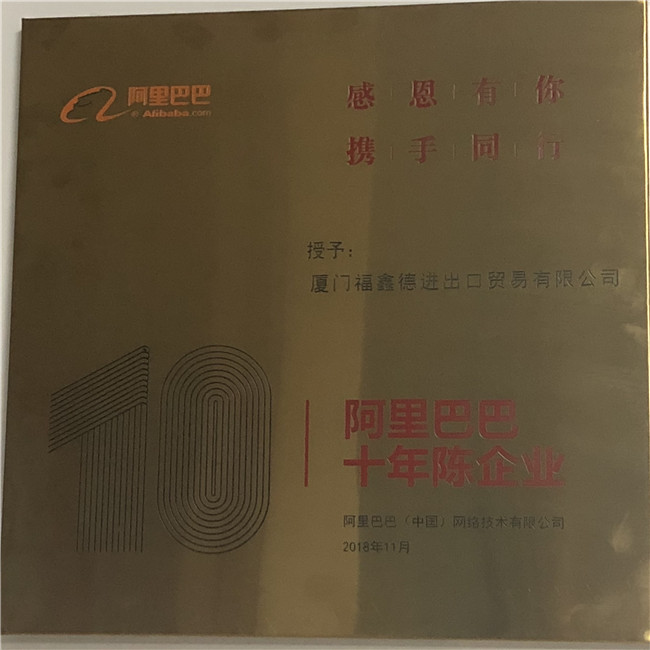 阿里巴巴
Alibaba.com
感|恩|有|你
携|手|同|行
授予：
厦门福鑫德进出口贸易有限公司
10
阿里巴巴
十年陈企业
阿里巴巴（中国）网络技术有限公司
2018年11月